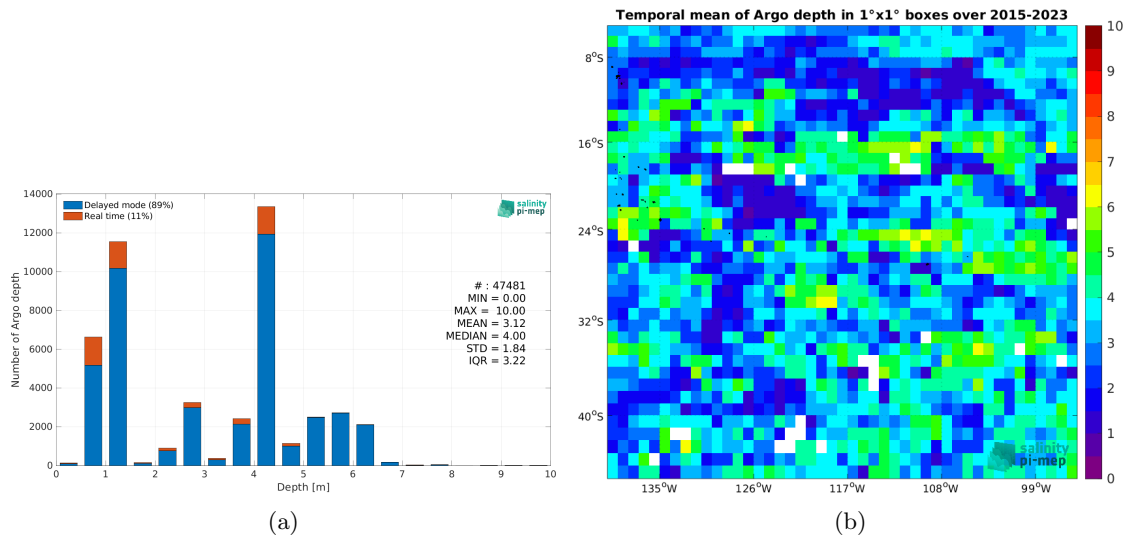 Temporal mean of Argo depth in 1°x1° boxes over 2015-2023
14000
12000
10000
8000
6000
4000
2000
0
Number of Argo depth
Delayed mode (89%)
Real time (11%)
salinity
pi-mep
# : 47481
MIN = 0.00
MAX = 10.00
MEAN = 3.12
MEDIAN = 4.00
STD = 1.84
IQR = 3.22
0 1 2 3 4 5 6 7 8 9 10
Depth [m]
(a)
8°S
16°S
24°S
32°S
40°S
135°W 126°W 117°W 108°W 99°W
salinity
pi-mep
10
9
8
7
6
5
4
3
2
1
0
(b)